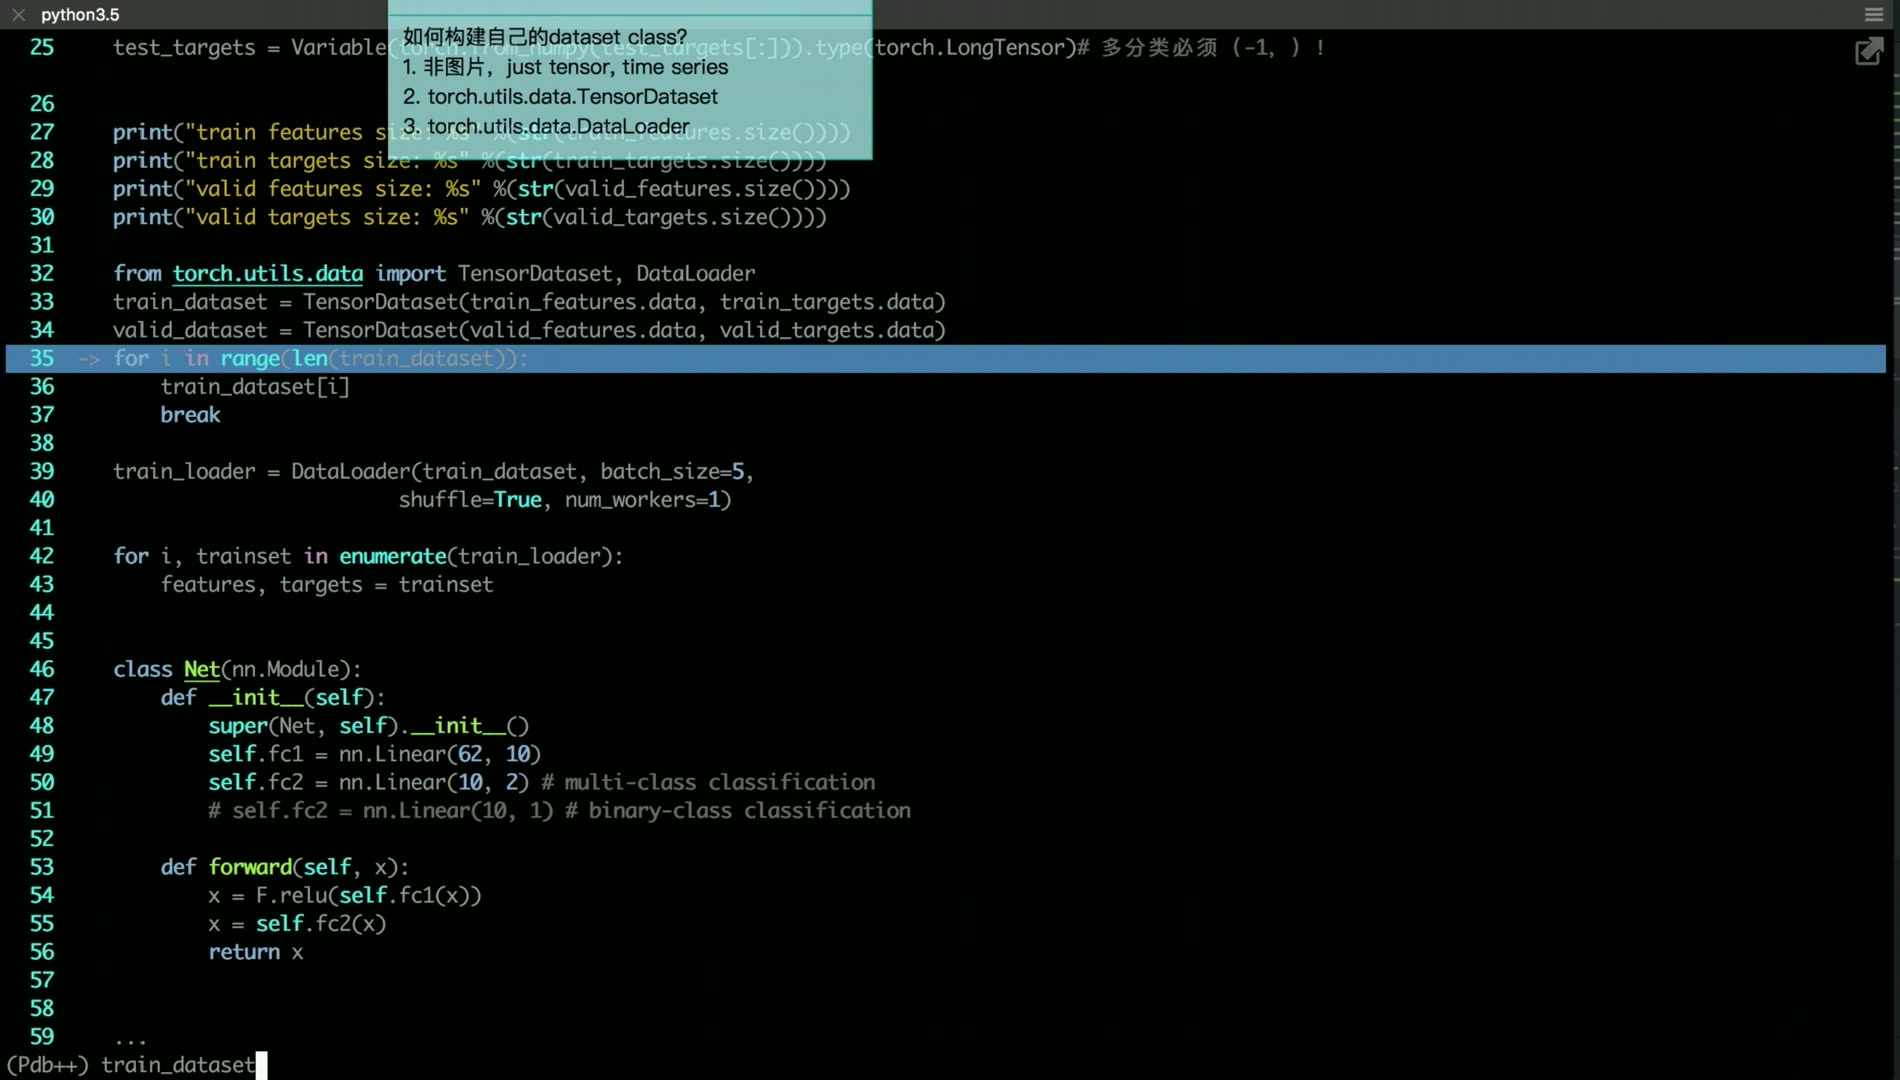 python3.5
如何构建自己的dataset class?
1. 非图片，just tensor, time series
2. torch.utils.data.TensorDataset
3. torch.utils.data.DataLoader
25 test_targets = Variable(torch.from_numpy(test_targets[:])).type(torch.LongTensor)# 多分类必须（-1, ）!
26
27 print("train features size: %s" %(str(train_features.size())))
28 print("train targets size: %s" %(str(train_targets.size())))
29 print("valid features size: %s" %(str(valid_features.size())))
30 print("valid targets size: %s" %(str(valid_targets.size())))
31
32 from torch.utils.data import TensorDataset, DataLoader
33 train_dataset = TensorDataset(train_features.data, train_targets.data)
34 valid_dataset = TensorDataset(valid_features.data, valid_targets.data)
35 -> for i in range(len(train_dataset)):
36 train_dataset[i]
37 break
38
39 train_loader = DataLoader(train_dataset, batch_size=5,
40 shuffle=True, num_workers=1)
41
42 for i, trainset in enumerate(train_loader):
43 features, targets = trainset
44
45
46 class Net(nn.Module):
47 def __init__(self):
48 super(Net, self).__init__()
49 self.fc1 = nn.Linear(62, 10)
50 self.fc2 = nn.Linear(10, 2) # multi-class classification
51 # self.fc2 = nn.Linear(10, 1) # binary-class classification
52
53 def forward(self, x):
54 x = F.relu(self.fc1(x))
55 x = self.fc2(x)
56 return x
57
58
59 ...
(Pdb++) train_dataset